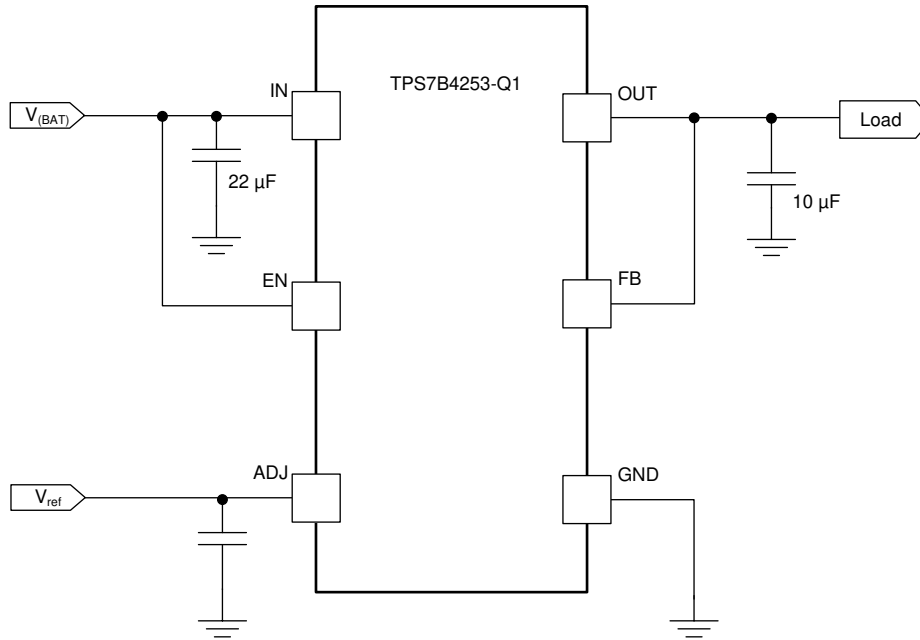 TPS7B4253-Q1
IN
OUT
V(BAT)
Load
22 µF
10 µF
EN
FB
ADJ
GND
Vref